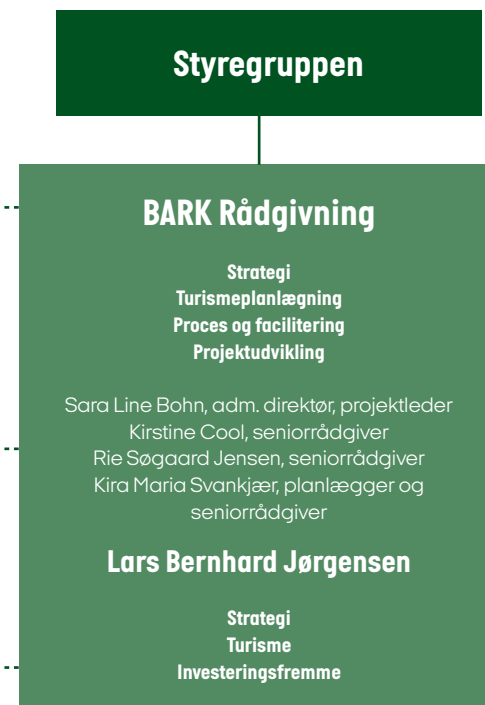 Styregruppen
BARK Rådgivning
Strategi
Turismeplanlægning
Proces og facilitering
Projektudvikling
Sara Line Bohn, adm. direktør, projektleder
Kirstine Cool, seniorrådgiver
Rie Søgaard Jensen, seniorrådgiver
Kira Maria Svankjær, planlægger og
seniorrådgiver
Lars Bernhard Jørgensen
Strategi
Turisme
Investeringsfremme